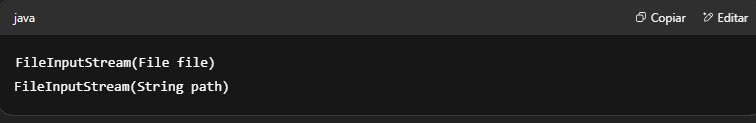 java
Copiar
Editar
FileInputStream(File file)
FileInputStream(String path)